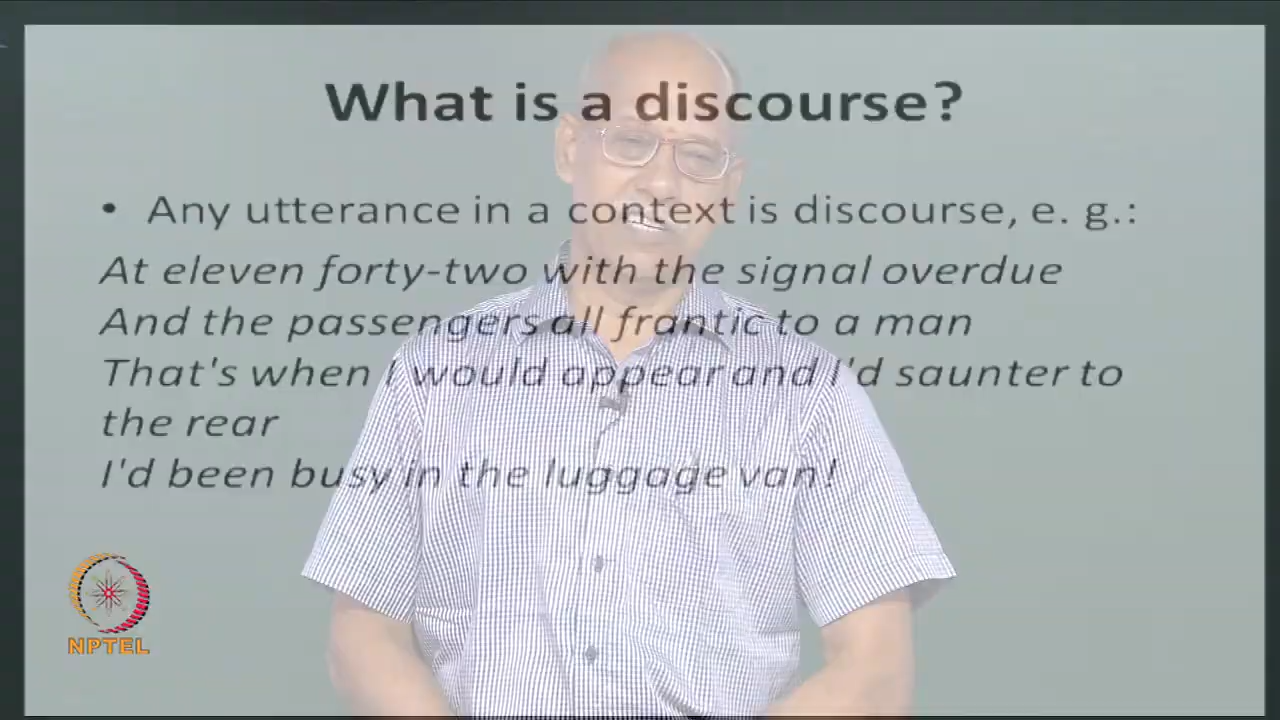 What is a discourse?
• Any utterance in a context is discourse, e. g.:
At eleven forty-two with the signal overdue
And the passengers all frantic to a man
That's when I would appear and I'd saunter to
the rear
I'd been busy in the luggage van!
NPTEL